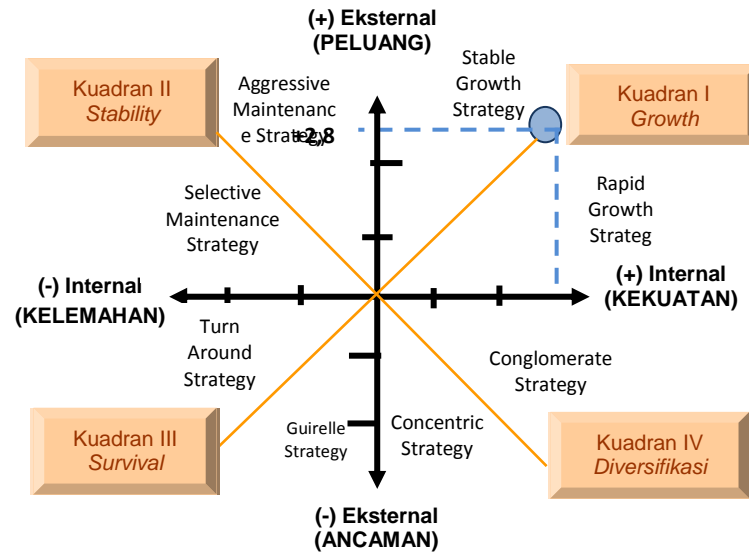 (+) Eksternal
(PELUANG)
Kuadran II
Stability
Aggressive
Maintenanc
e Strategy
+2,8
Stable
Growth
Strategy
Kuadran I
Growth
Selective
Maintenance
Strategy
Rapid
Growth
Strateg
(-) Internal
(KELEMAHAN)
(+) Internal
(KEKUATAN)
Turn
Around
Strategy
Conglomerate
Strategy
Kuadran III
Survival
Guirelle
Strategy
Concentric
Strategy
Kuadran IV
Diversifikasi
(-) Eksternal
(ANCAMAN)